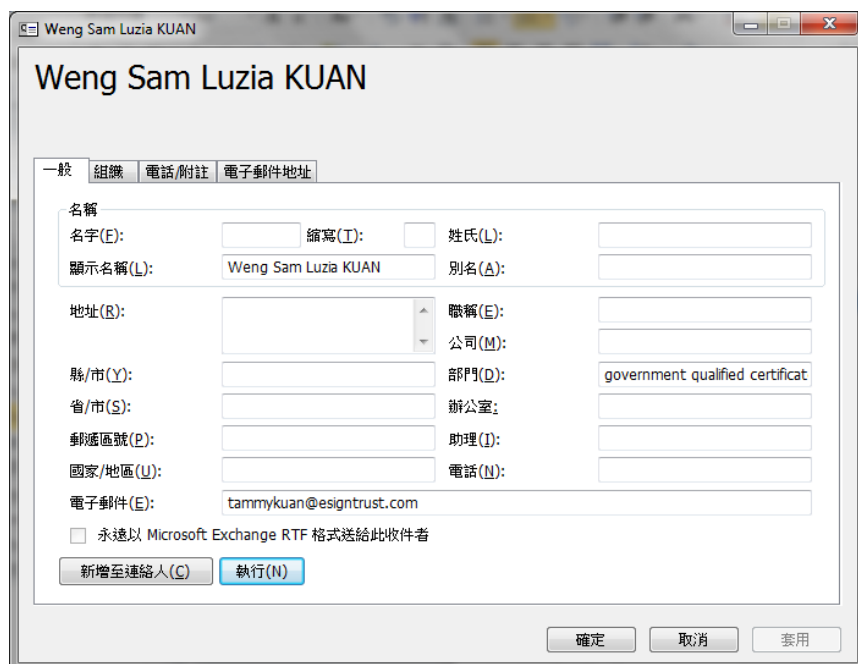 Weng Sam Luzia KUAN
Weng Sam Luzia KUAN
一般 組織 電話/附註 電子郵件地址
名稱
名字(F): 縮寫(T): 姓氏(L):
顯示名稱(L): Weng Sam Luzia KUAN 別名(A):
地址(R): 職稱(E):
公司(M):
縣/市(Y): 部門(D): government qualified certificat
省/市(S): 辦公室:
郵遞區號(P): 助理(I):
國家/地區(U): 電話(N):
電子郵件(E): tammykuan@esigntrust.com
永遠以 Microsoft Exchange RTF 格式送給此收件者
新增至連絡人(C) 執行(N)
確定 取消 套用